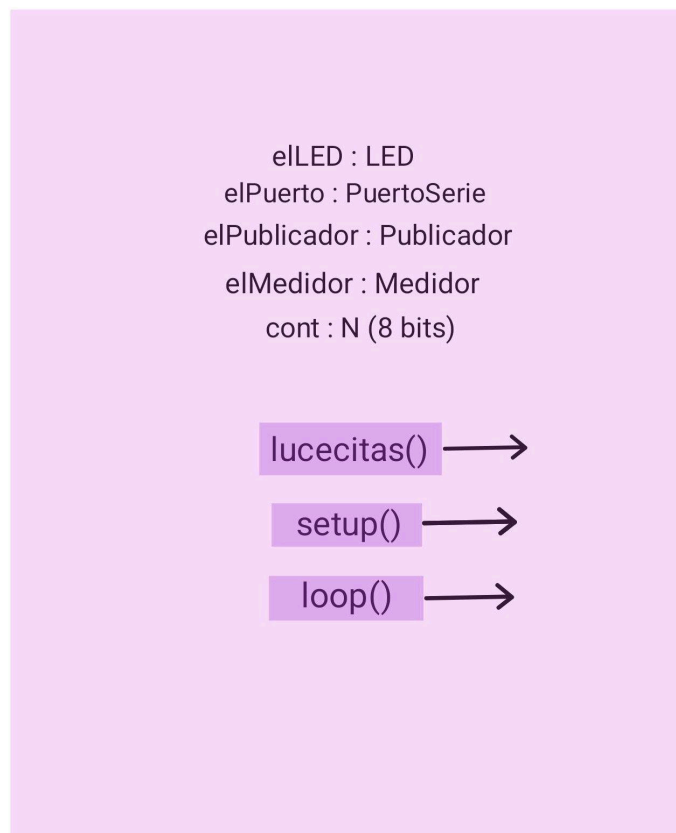 elLED : LED
elPuerto : PuertoSerie
elPublicador : Publicador
elMedidor : Medidor
cont : N (8 bits)
lucecitas()
setup()
loop()